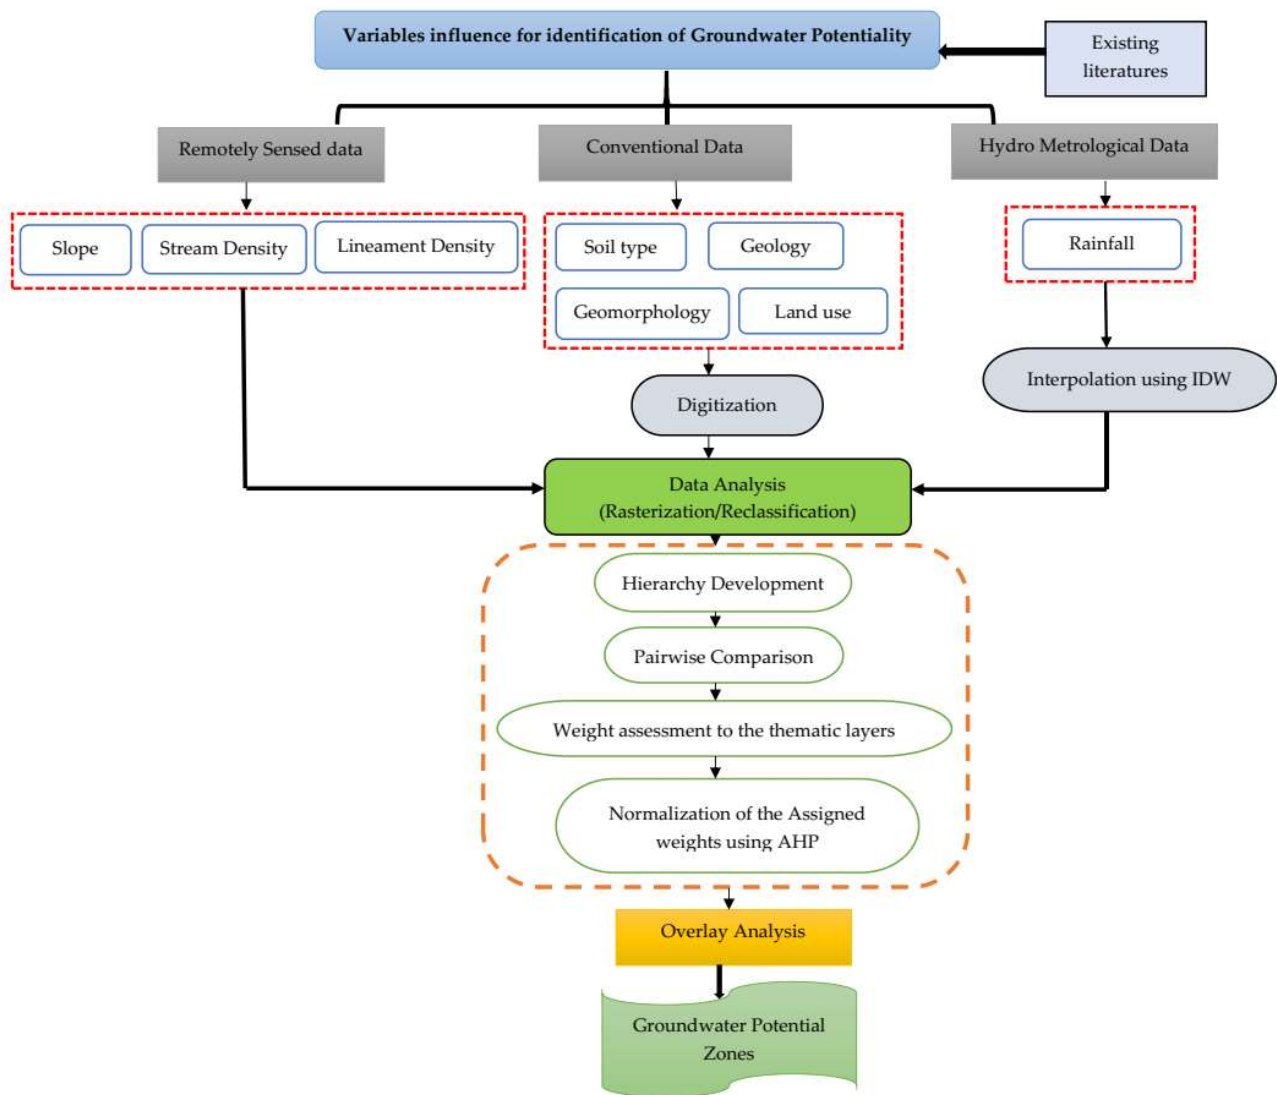 Variables influence for identification of Groundwater Potentiality
Existing
literatures
Remotely Sensed data
Conventional Data
Hydro Metrological Data
Slope
Stream Density
Lineament Density
Soil type
Geology
Geomorphology
Land use
Rainfall
Digitization
Interpolation using IDW
Data Analysis
(Rasterization/Reclassification)
Hierarchy Development
Pairwise Comparison
Weight assessment to the thematic layers
Normalization of the Assigned
weights using AHP
Overlay Analysis
Groundwater Potential
Zones